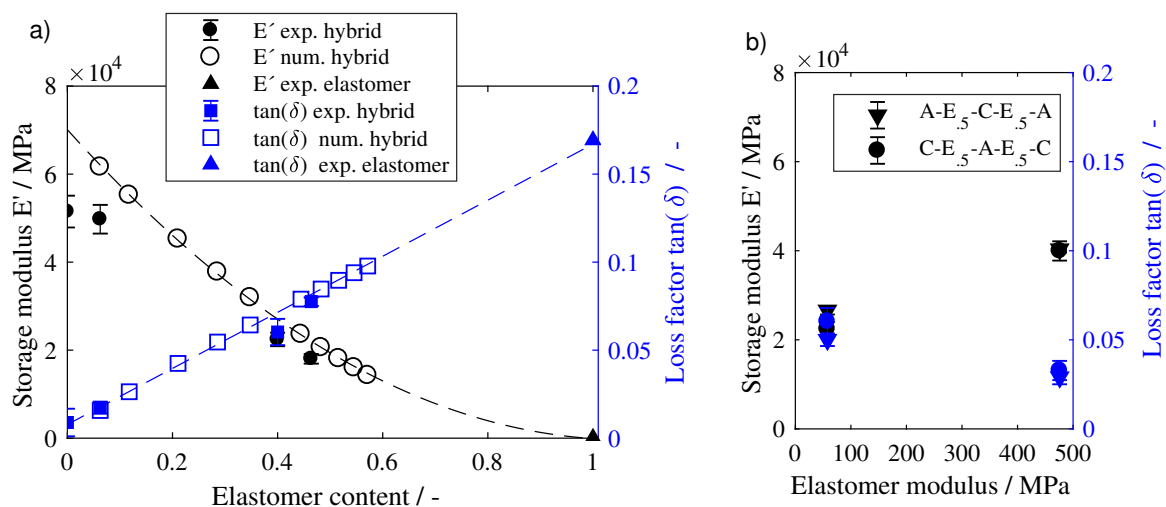 a)
E´ exp. hybrid
E´ num. hybrid
E´ exp. elastomer
tan(δ) exp. hybrid
tan(δ)  num. hybrid
tan(δ)  exp. elastomer
× 10^4
8
6
4
2
0
Storage modulus E' / MPa
0 0.2 0.4 0.6 0.8 1
Elastomer content / -
0.2
0.15
0.1
0.05
0
Loss factor tan( δ) / -
b)
× 10^4
A-E.5-C-E.5-A
C-E.5-A-E.5-C
8
6
4
2
0
Storage modulus E' / MPa
0 100 200 300 400 500
Elastomer modulus / MPa
0.2
0.15
0.1
0.05
0
Loss factor tan( δ) / -